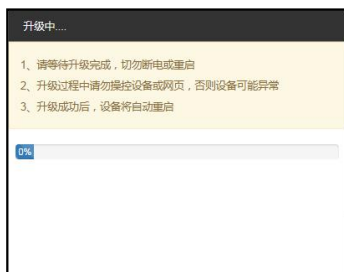 升级中....
1、请等待升级完成，切勿断电或重启
2、升级过程中请勿操控设备或网页，否则设备可能异常
3、升级成功后，设备将自动重启
0%